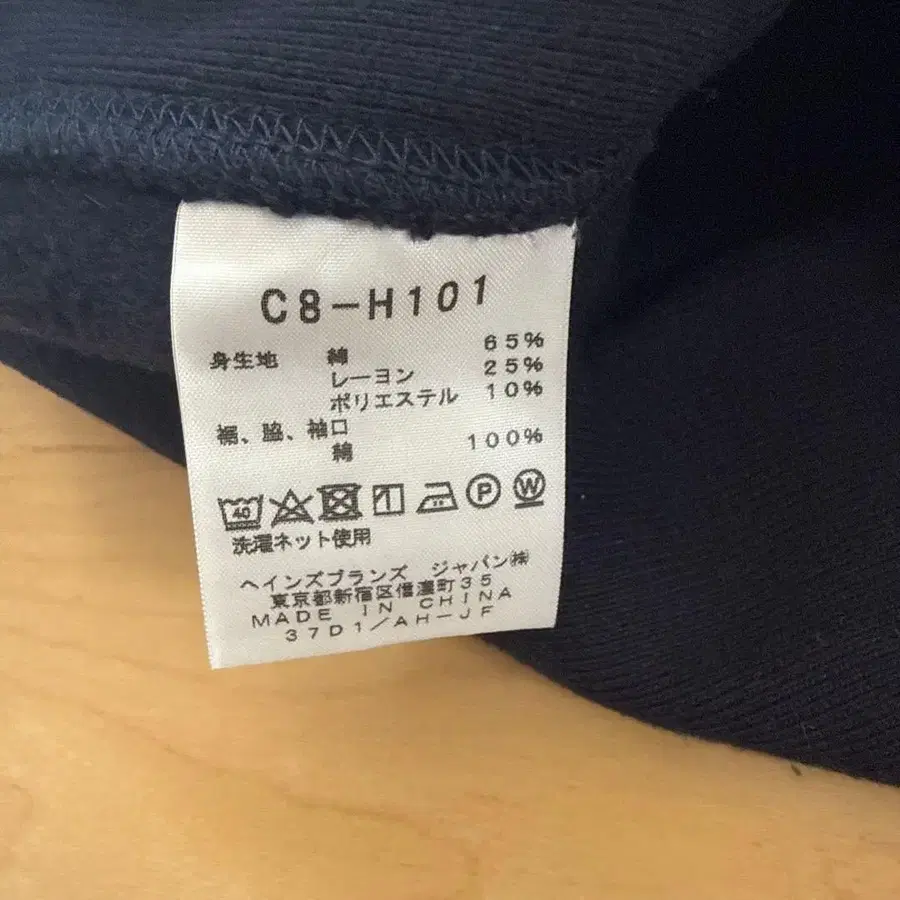 C8-H101
身生地 綿 65%
レーヨン 25%
ポリエステル 10%
裾、脇、袖口
綿 100%
40 P W
洗濯ネット使用
ヘインズブランズ ジャパン㈱
東京都新宿区信濃町35
MADE IN CHINA
37D1/AH-JF